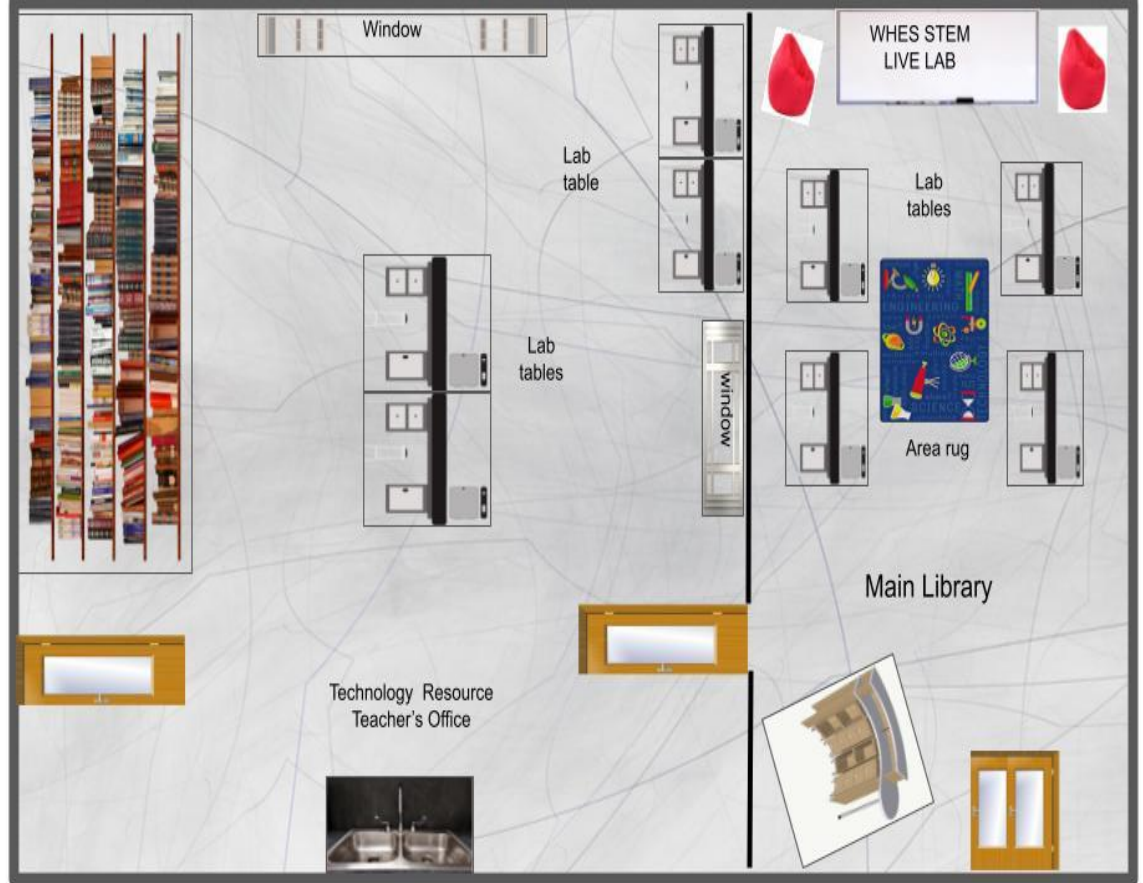 Window
WHES STEM
LIVE LAB
Lab
table
Lab
tables
Lab
tables
window
ENGINEERING
SCIENCE
Area rug
Main Library
Technology Resource
Teacher's Office